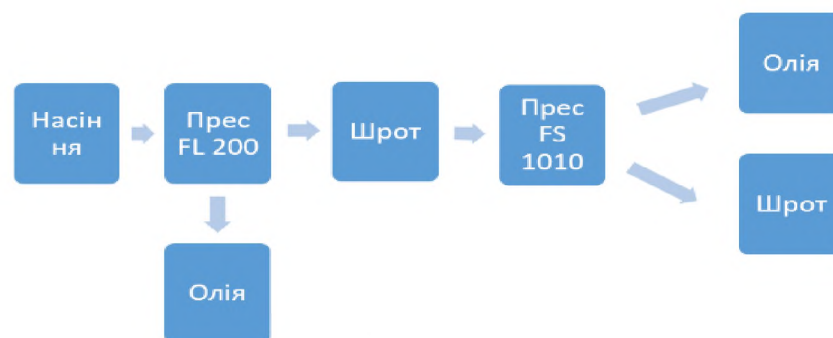 Насін
ня
Прес
FL 200
Шрот
Прес
FS
1010
Олія
Шрот
Олія